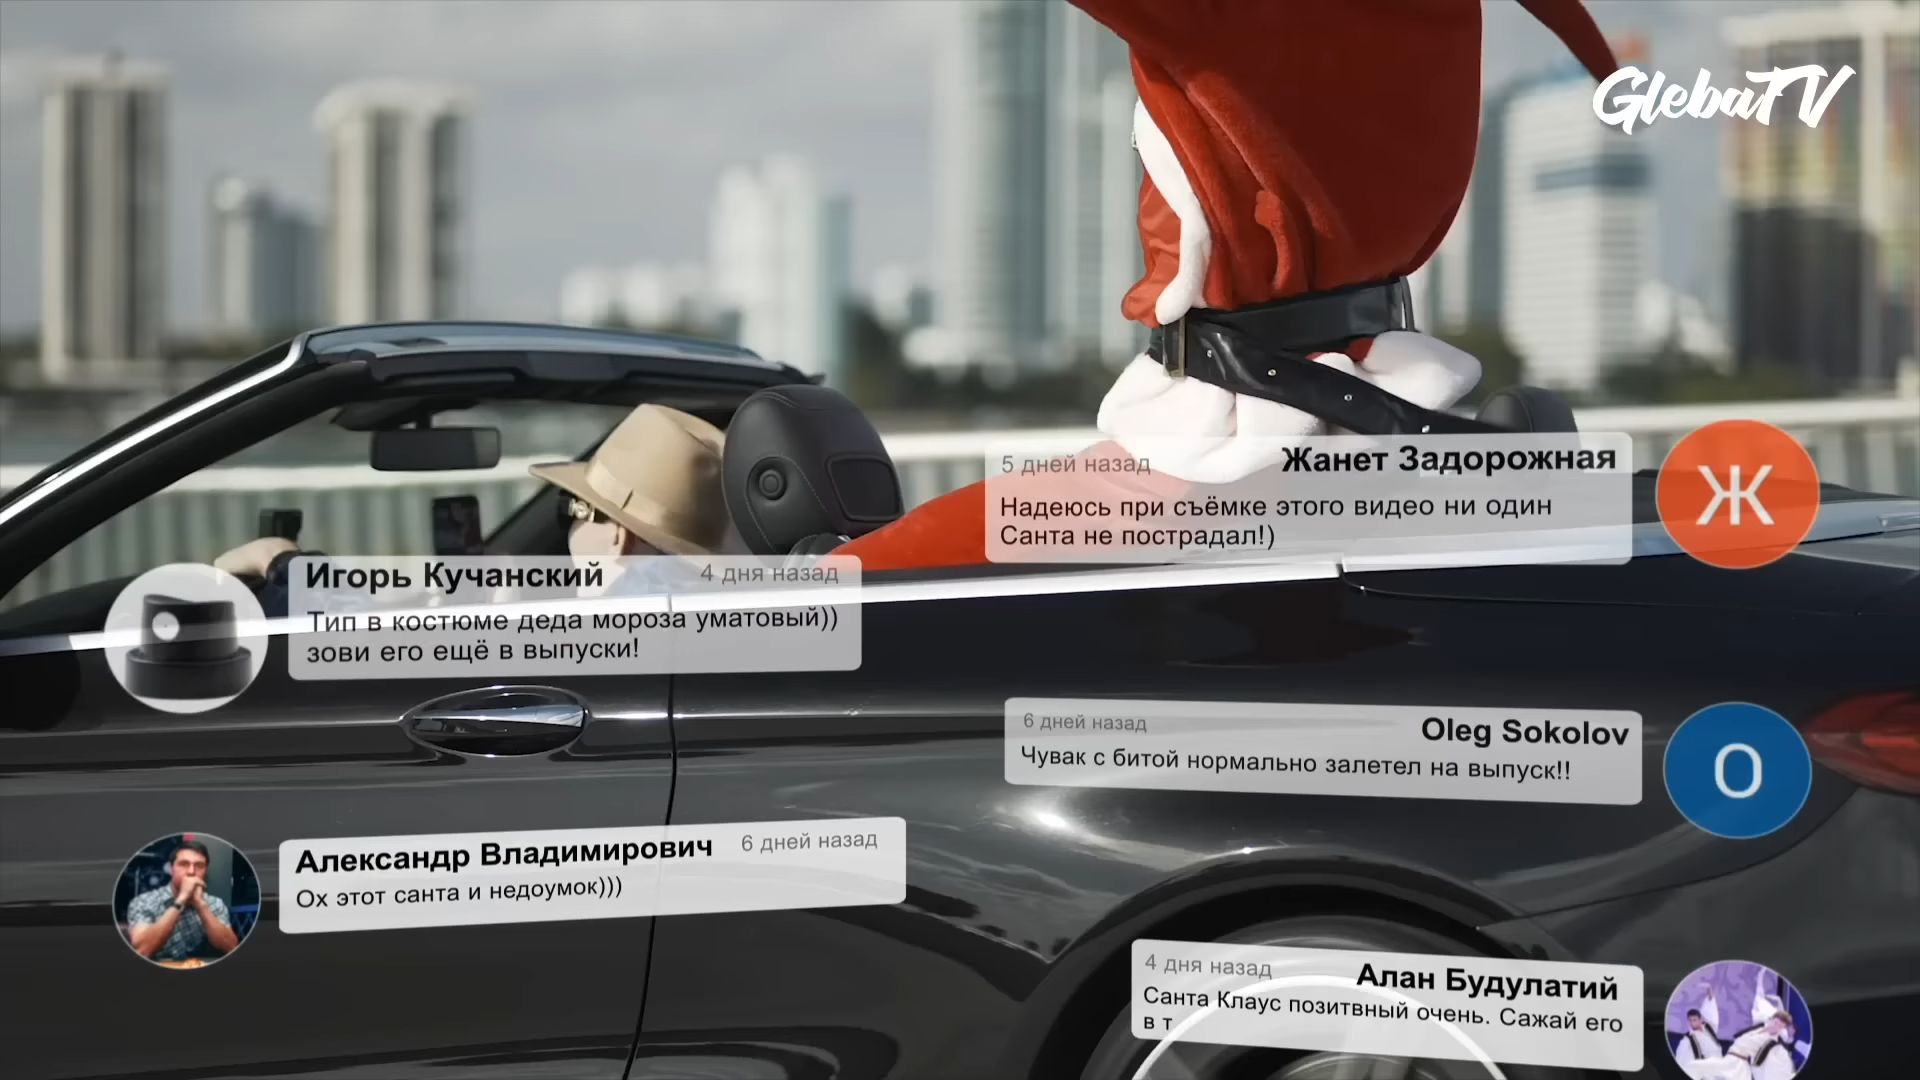 GlebaTV
5 дней назад
Жанет Задорожная
Надеюсь при съёмке этого видео ни один
Санта не пострадал!)
Ж
Игорь Кучанский
4 дня назад
Тип в костюме деда мороза уматовый))
зови его ещё в выпуски!
6 дней назад
Oleg Sokolov
Чувак с битой нормально залетел на выпуск!!
O
Александр Владимирович
6 дней назад
Ох этот санта и недоумок)))
4 дня назад
Алан Будулатий
Санта Клаус позитвный очень. Сажай его
в т